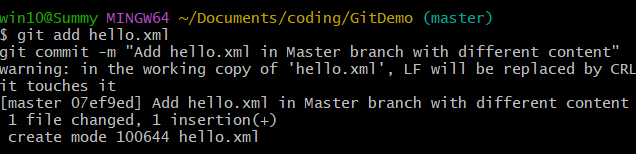 win10@Summy MINGW64 ~/Documents/coding/GitDemo (master)
$ git add hello.xml
git commit -m "Add hello.xml in Master branch with different content"
warning: in the working copy of 'hello.xml', LF will be replaced by CRL
it touches it
[master 07ef9ed] Add hello.xml in Master branch with different content
 1 file changed, 1 insertion(+)
 create mode 100644 hello.xml